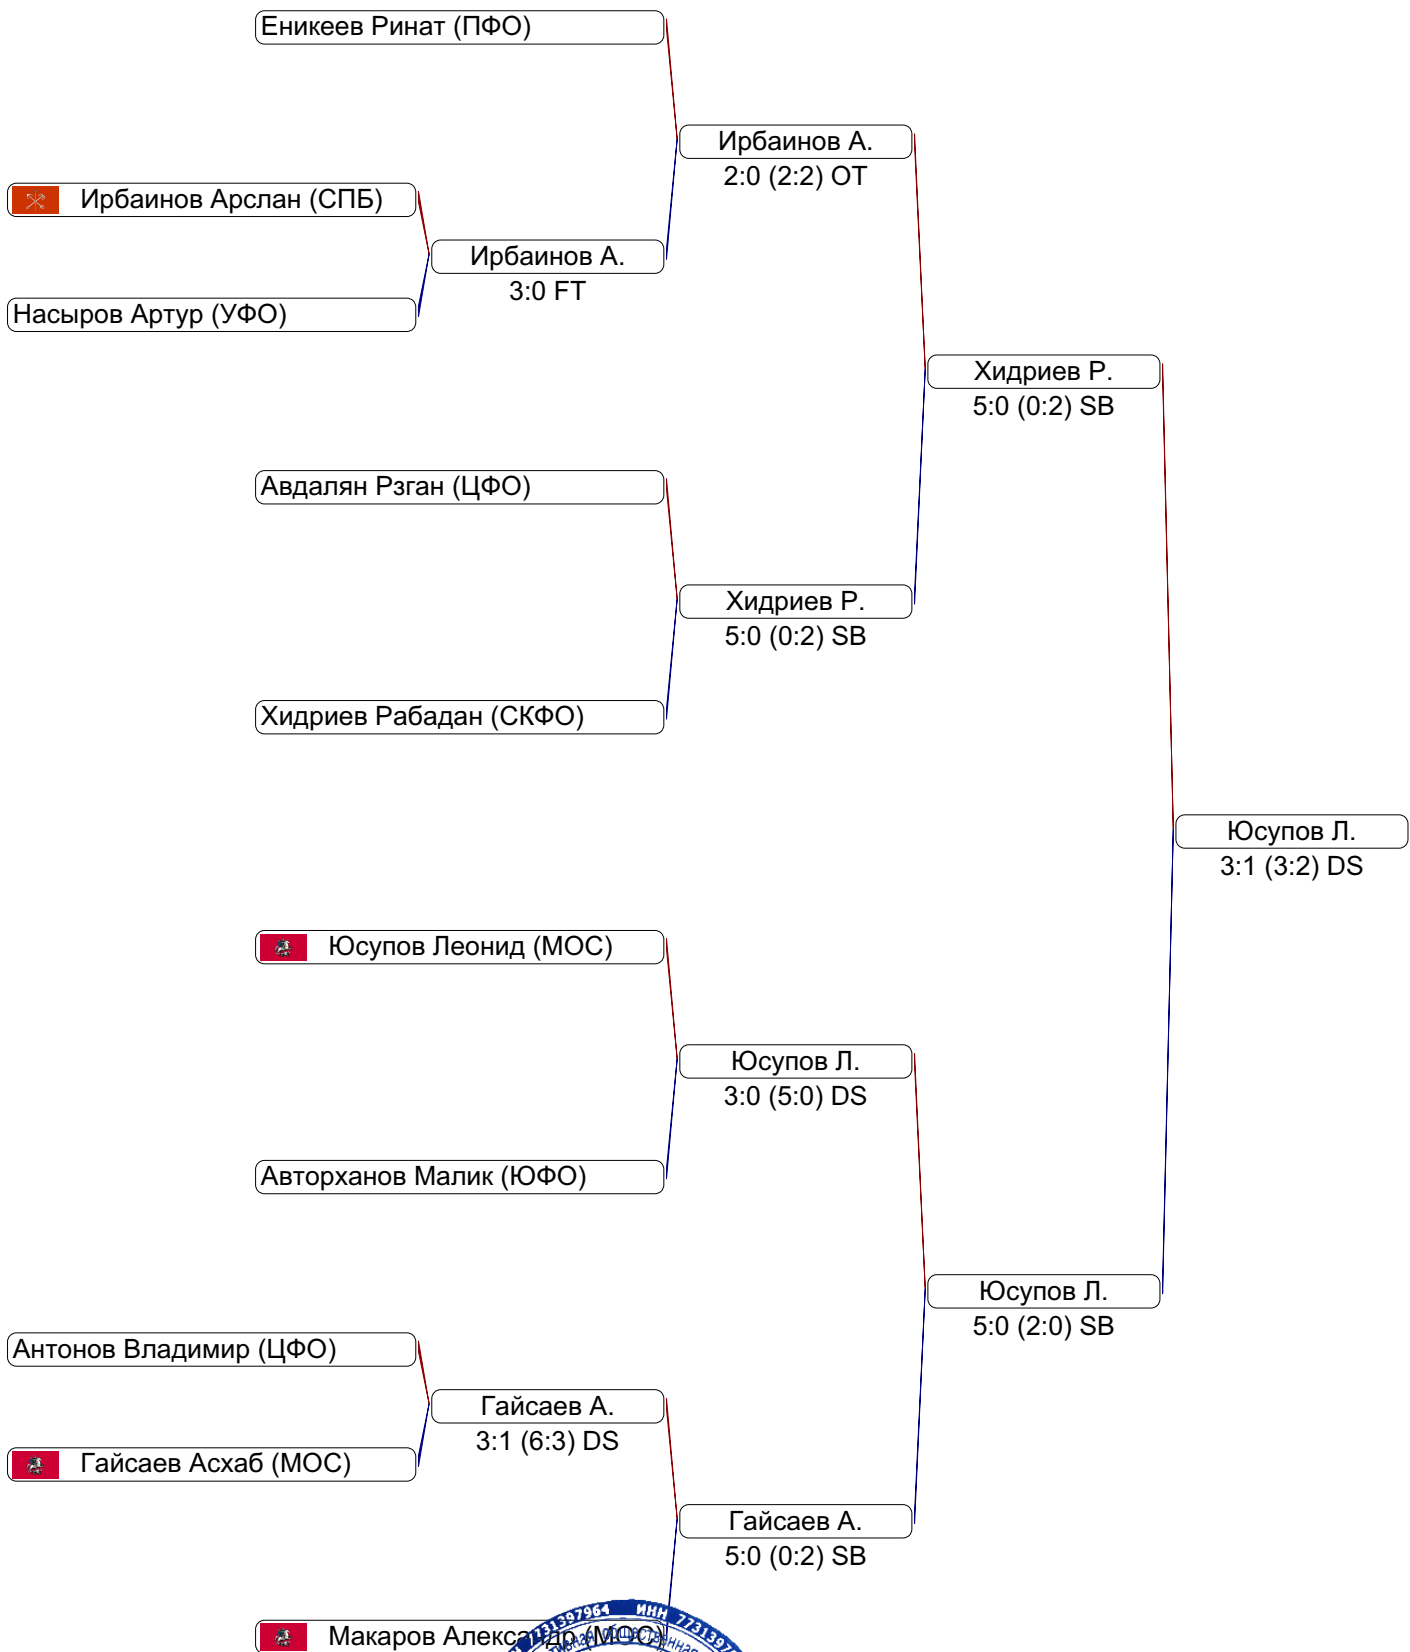 Еникеев Ринат (ПФО)
Ирбаинов А.
2:0 (2:2) OT
Ирбаинов Арслан (СПБ)
Ирбаинов А.
3:0 FT
Насыров Артур (УФО)
Хидриев Р.
5:0 (0:2) SB
Авдалян Рзган (ЦФО)
Хидриев Р.
5:0 (0:2) SB
Хидриев Рабадан (СКФО)
Юсупов Л.
3:1 (3:2) DS
Юсупов Леонид (МОС)
Юсупов Л.
3:0 (5:0) DS
Авторханов Малик (ЮФО)
Юсупов Л.
5:0 (2:0) SB
Антонов Владимир (ЦФО)
Гайсаев А.
3:1 (6:3) DS
Гайсаев Асхаб (МОС)
Гайсаев А.
5:0 (0:2) SB
Макаров Александр (МОС)
7731397964 ИНН